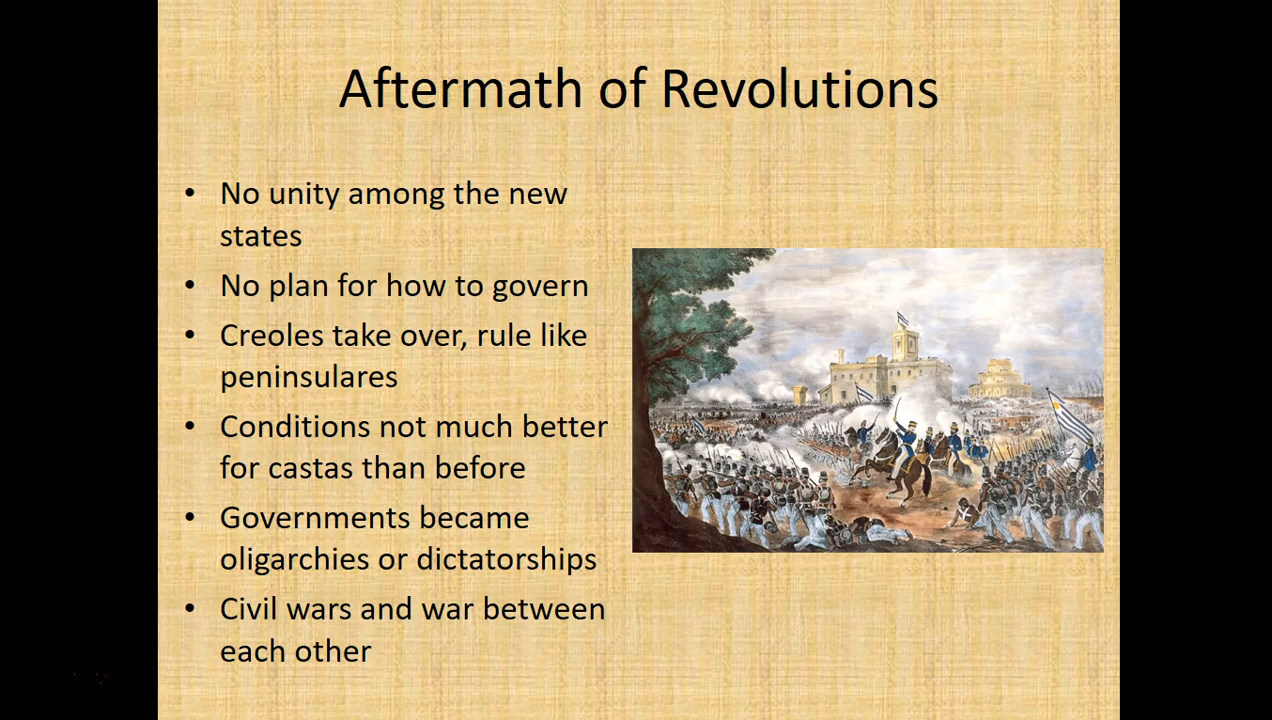 Aftermath of Revolutions
• No unity among the new
states
• No plan for how to govern
• Creoles take over, rule like
peninsulares
• Conditions not much better
for castas than before
• Governments became
oligarchies or dictatorships
• Civil wars and war between
each other